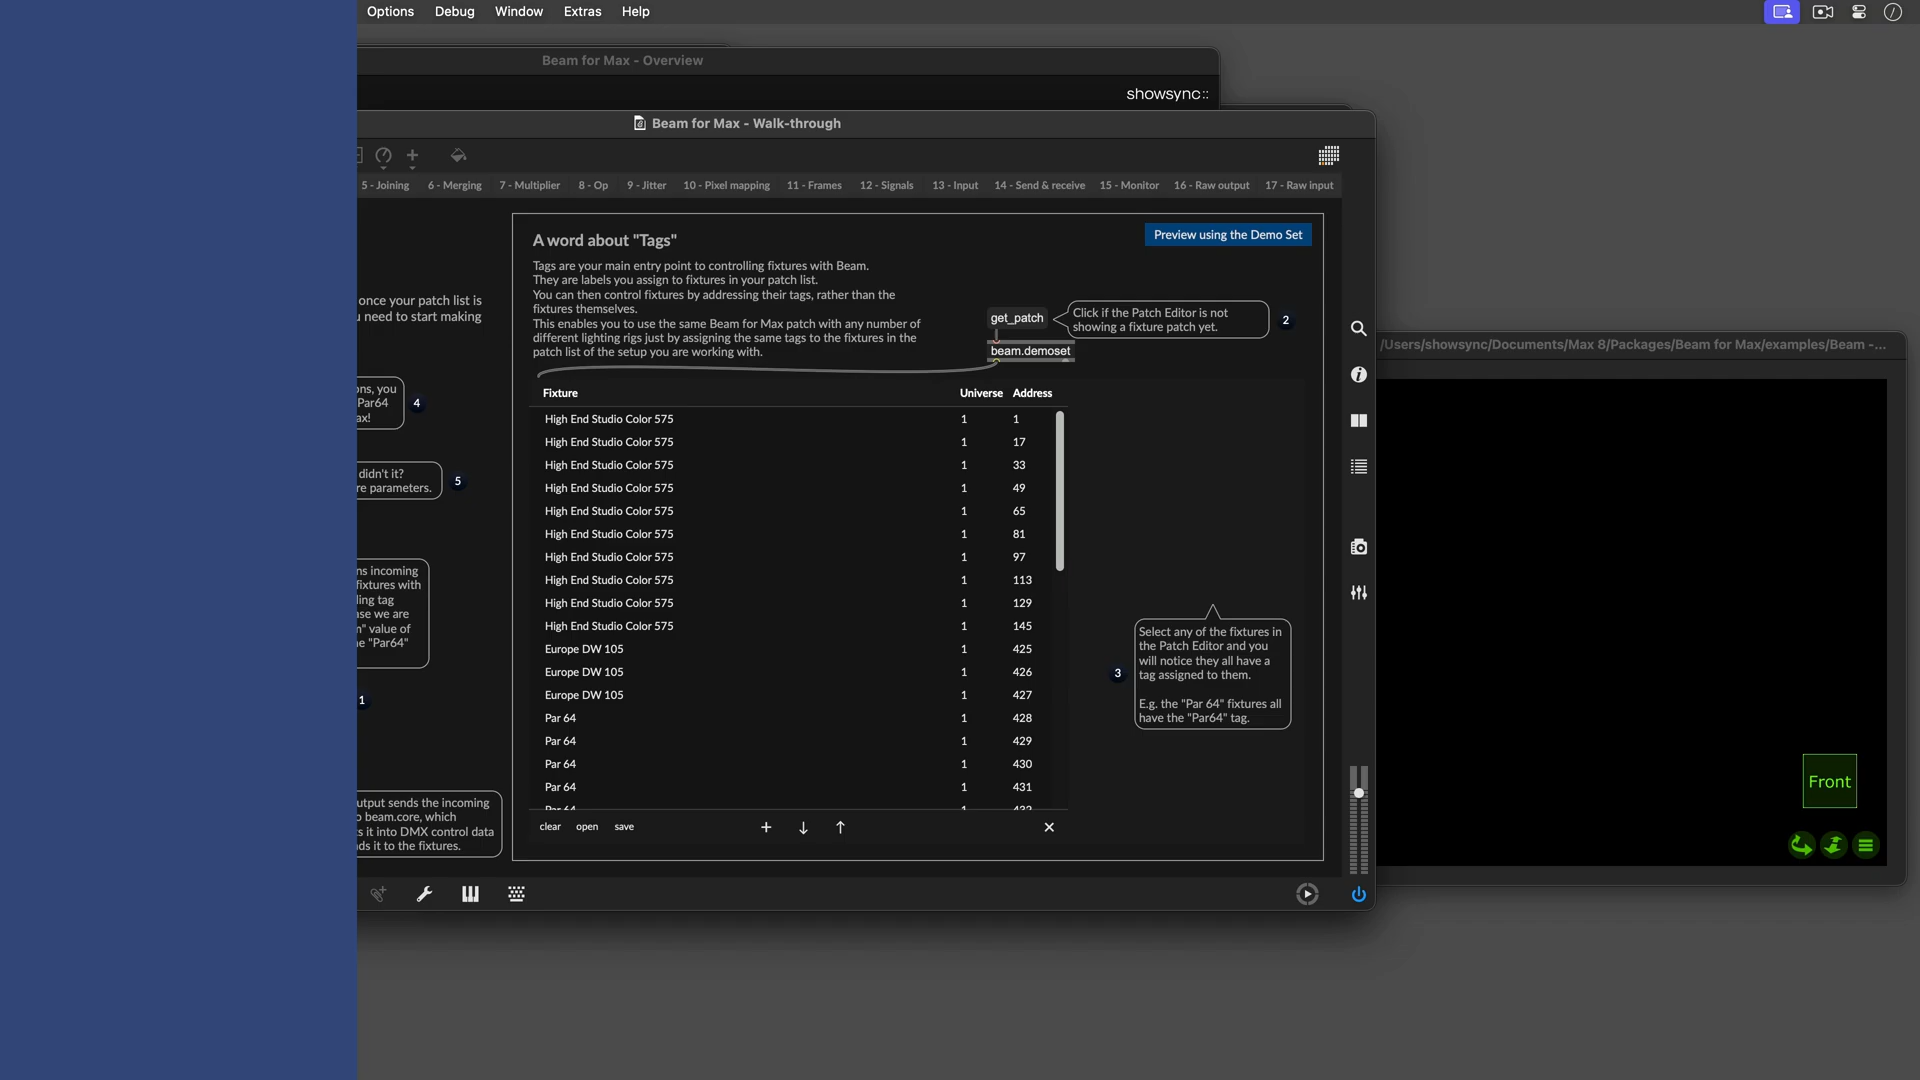 Options Debug Window Extras Help
Beam for Max - Overview
showsync::
Beam for Max - Walk-through
5 - Joining 6 - Merging 7 - Multiplier 8 - Op 9 - Jitter 10 - Pixel mapping 11 - Frames 12 - Signals 13 - Input 14 - Send & receive 15 - Monitor 16 - Raw output 17 - Raw input
A word about "Tags"
Preview using the Demo Set
Tags are your main entry point to controlling fixtures with Beam.
They are labels you assign to fixtures in your patch list.
You can then control fixtures by addressing their tags, rather than the
fixtures themselves.
This enables you to use the same Beam for Max patch with any number of
different lighting rigs just by assigning the same tags to the fixtures in the
patch list of the setup you are working with.
get_patch
Click if the Patch Editor is not
showing a fixture patch yet.
2
beam.demoset
once your patch list is
u need to start making
ons, you
Par64
ax!
4
didn't it?
re parameters.
5
ns incoming
fixtures with
ling tag
se we are
n" value of
e "Par64"
1
utput sends the incoming
o beam.core, which
s it into DMX control data
ds it to the fixtures.
Fixture Universe Address
High End Studio Color 575 1 1
High End Studio Color 575 1 17
High End Studio Color 575 1 33
High End Studio Color 575 1 49
High End Studio Color 575 1 65
High End Studio Color 575 1 81
High End Studio Color 575 1 97
High End Studio Color 575 1 113
High End Studio Color 575 1 129
High End Studio Color 575 1 145
Europe DW 105 1 425
Europe DW 105 1 426
Europe DW 105 1 427
Par 64 1 428
Par 64 1 429
Par 64 1 430
Par 64 1 431
Par 64 1 432
clear open save
3
Select any of the fixtures in
the Patch Editor and you
will notice they all have a
tag assigned to them.
E.g. the "Par 64" fixtures all
have the "Par64" tag.
/Users/showsync/Documents/Max 8/Packages/Beam for Max/examples/Beam -...
Front